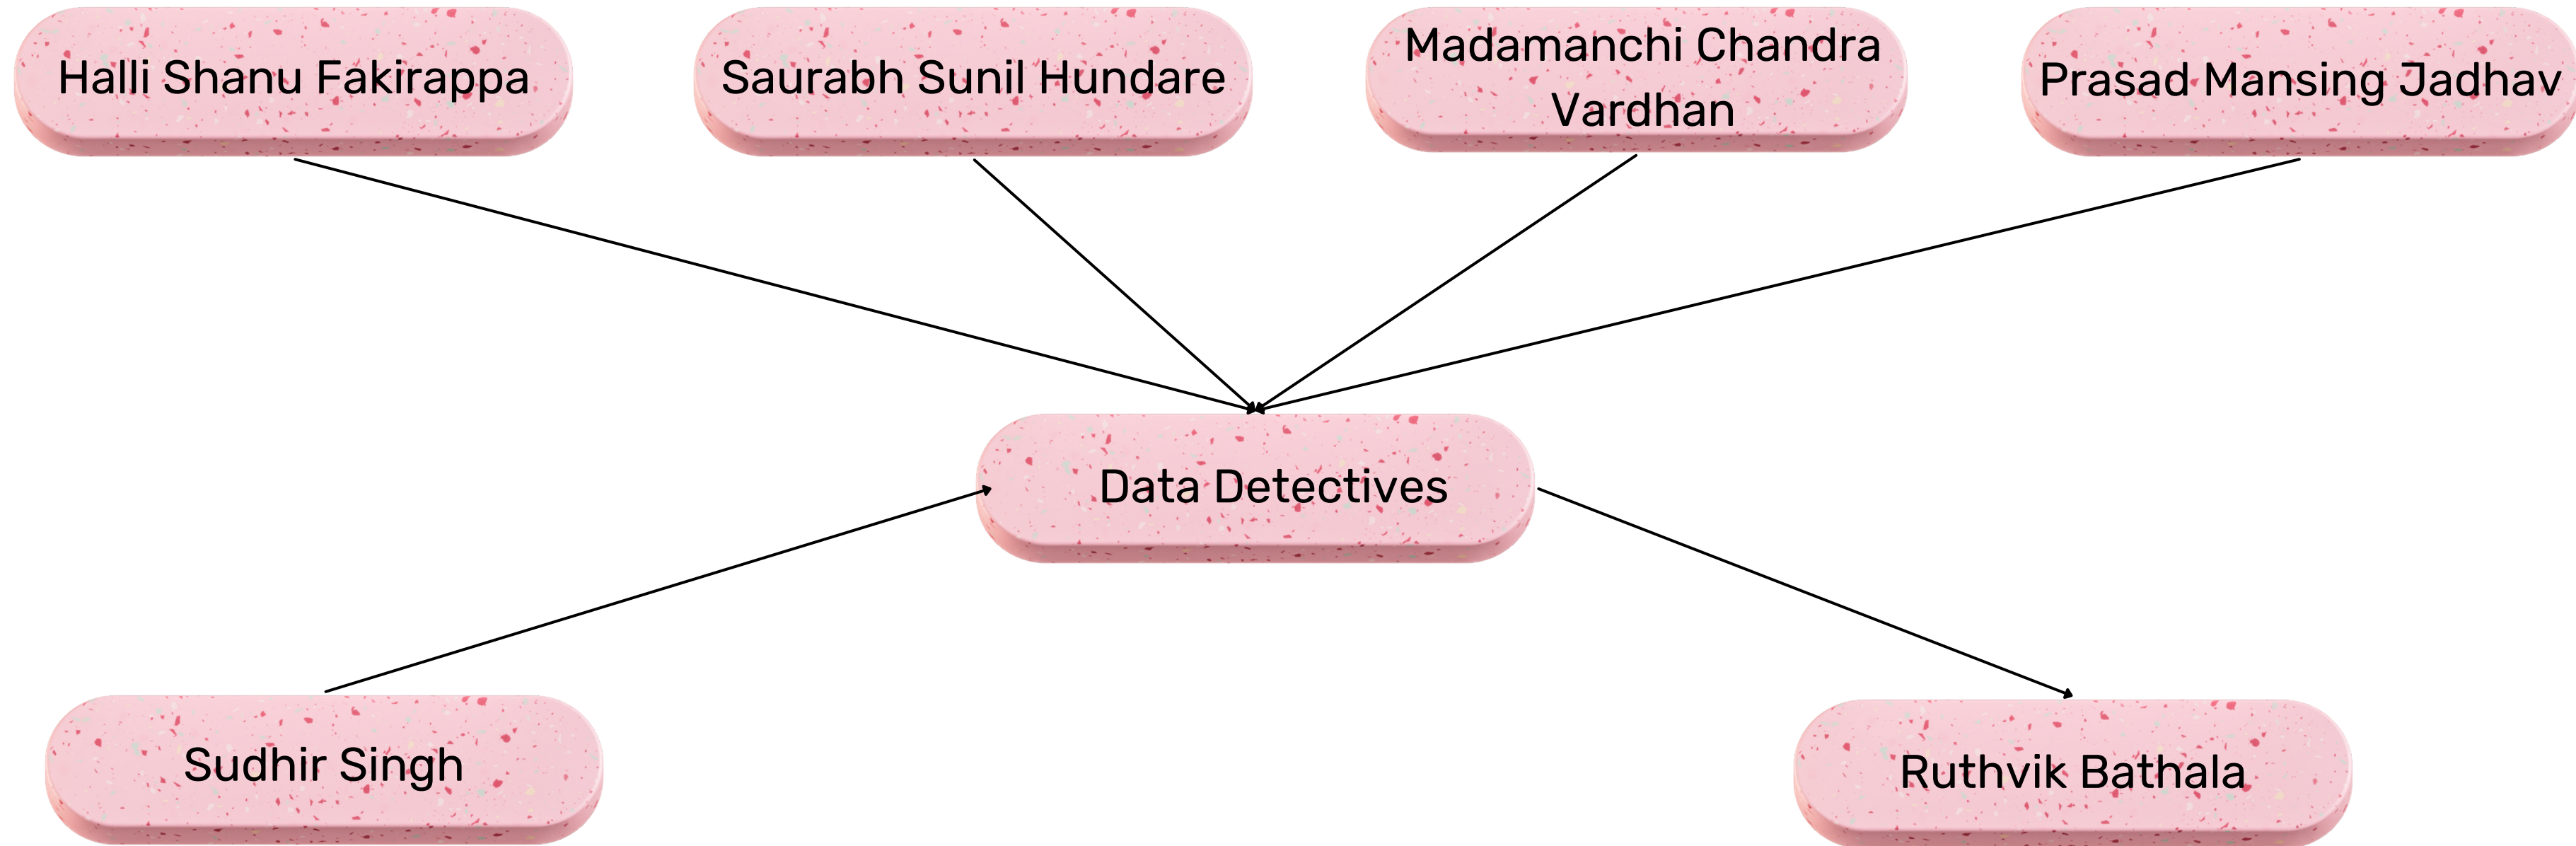 Halli Shanu Fakirappa
Saurabh Sunil Hundare
Madamanchi Chandra
Vardhan
Prasad Mansing Jadhav
Data Detectives
Sudhir Singh
Ruthvik Bathala